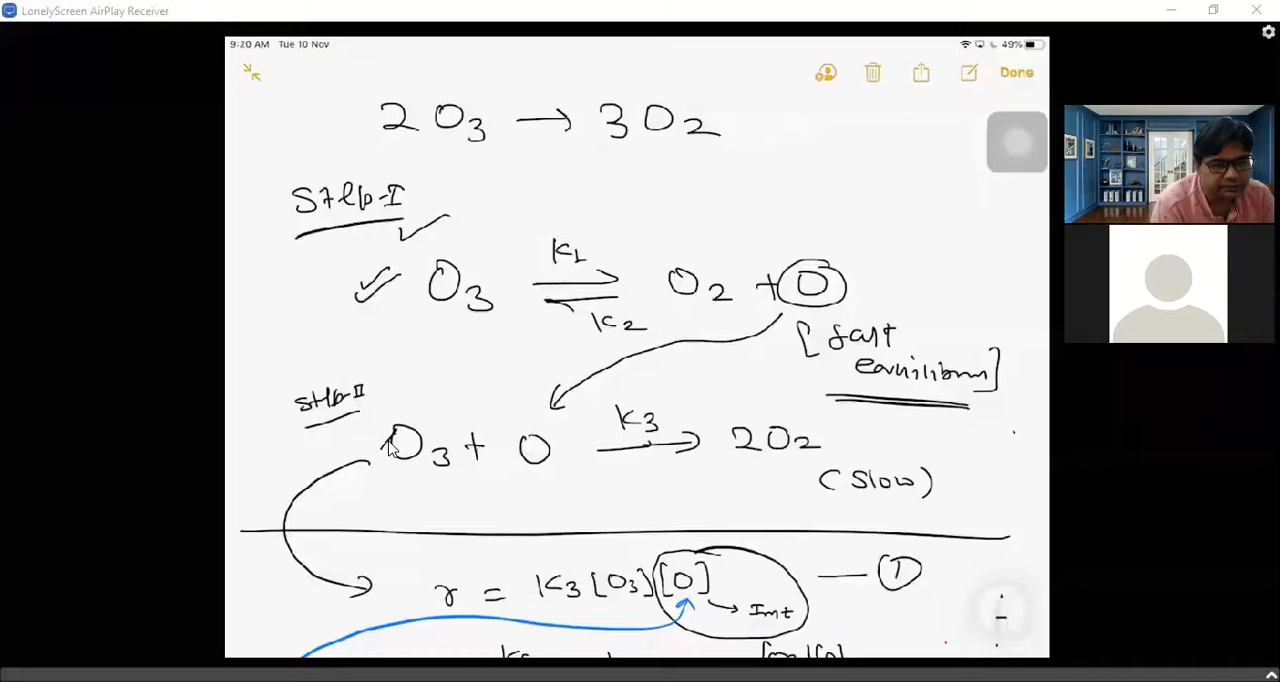 LonelyScreen AirPlay Receiver
9:20 AM Tue 10 Nov
49%
Done
2O3 → 3O2
Step-I
K1
O3 ⇌ O2 + O
K2
[fast
equilibrium]
Step-II
K3
O3 + O → 2O2
(slow)
r = K3[O3][O] — ①
→ Int